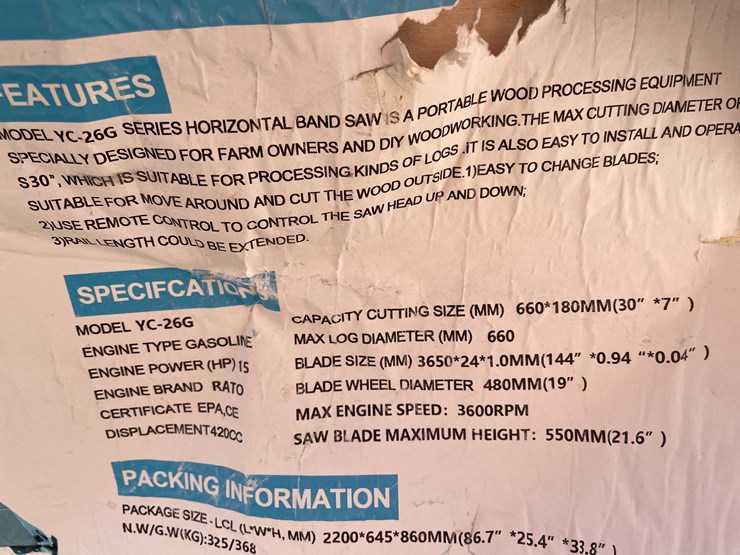 FEATURES
MODEL YC-26G SERIES HORIZONTAL BAND SAW IS A PORTABLE WOOD PROCESSING EQUIPMENT
SPECIALLY DESIGNED FOR FARM OWNERS AND DIY WOODWORKING.THE MAX CUTTING DIAMETER OF
S30", WHICH IS SUITABLE FOR PROCESSING KINDS OF LOGS .IT IS ALSO EASY TO INSTALL AND OPERA
SUITABLE FOR MOVE AROUND AND CUT THE WOOD OUTSIDE.1)EASY TO CHANGE BLADES;
2)USE REMOTE CONTROL TO CONTROL THE SAW HEAD UP AND DOWN;
3)RAIL LENGTH COULD BE EXTENDED.
SPECIFCATIONS
MODEL YC-26G
ENGINE TYPE GASOLINE
ENGINE POWER (HP) 15
ENGINE BRAND RATO
CERTIFICATE EPA,CE
DISPLACEMENT420CC
CAPACITY CUTTING SIZE (MM) 660*180MM(30" *7" )
MAX LOG DIAMETER (MM) 660
BLADE SIZE (MM) 3650*24*1.0MM(144" *0.94 "*0.04" )
BLADE WHEEL DIAMETER 480MM(19" )
MAX ENGINE SPEED: 3600RPM
SAW BLADE MAXIMUM HEIGHT: 550MM(21.6" )
PACKING INFORMATION
PACKAGE SIZE - LCL (L*W*H, MM) 2200*645*860MM(86.7" *25.4" *33.8" )
N.W/G.W(KG):325/368